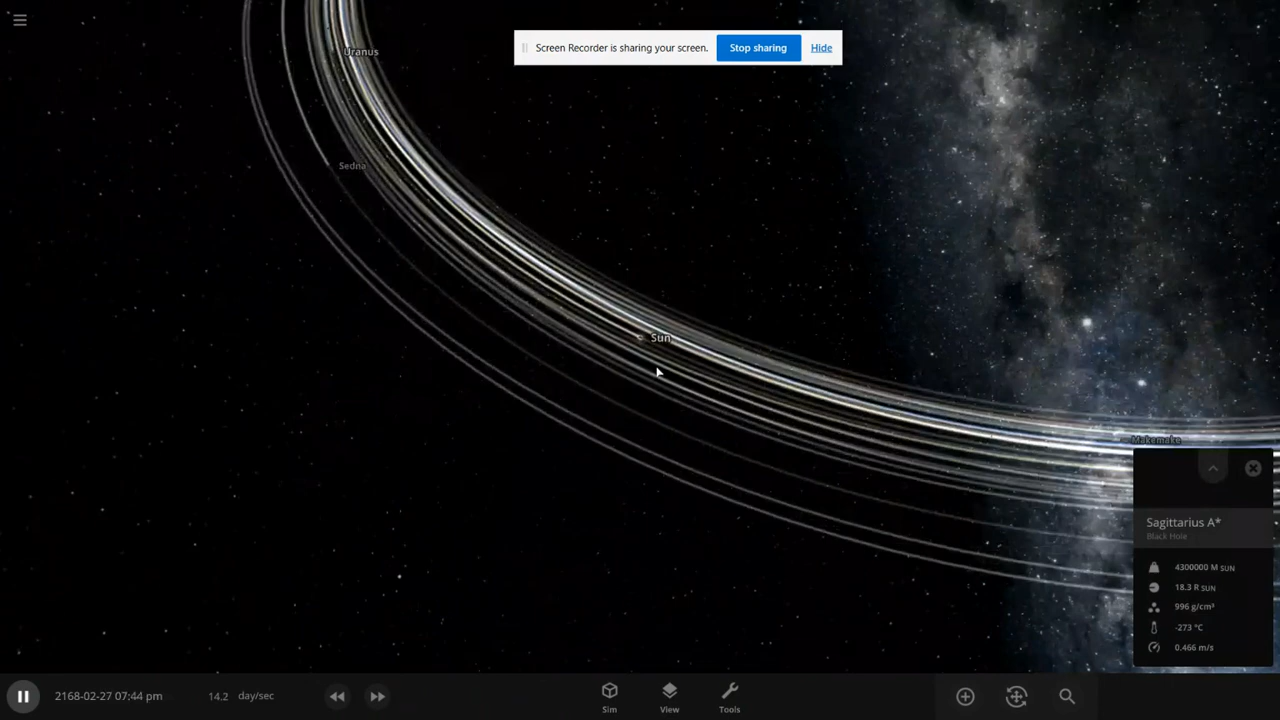 Uranus
Screen Recorder is sharing your screen.
Stop sharing
Hide
Sedna
Sun
Makemake
Sagittarius A*
Black Hole
4300000 M SUN
18.3 R SUN
996 g/cm³
-273 °C
0.466 m/s
2168-02-27 07:44 pm
14.2 day/sec
Sim
View
Tools